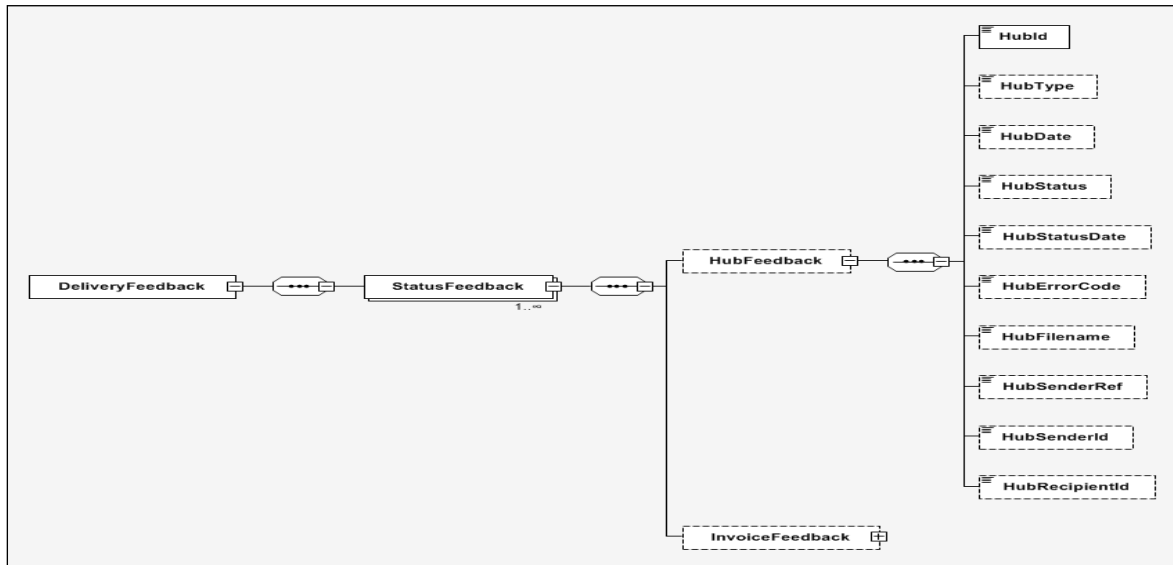 HubId
HubType
HubDate
HubStatus
HubStatusDate
HubFeedback
DeliveryFeedback
StatusFeedback
HubErrorCode
1..∞
HubFilename
HubSenderRef
HubSenderId
HubRecipientId
InvoiceFeedback